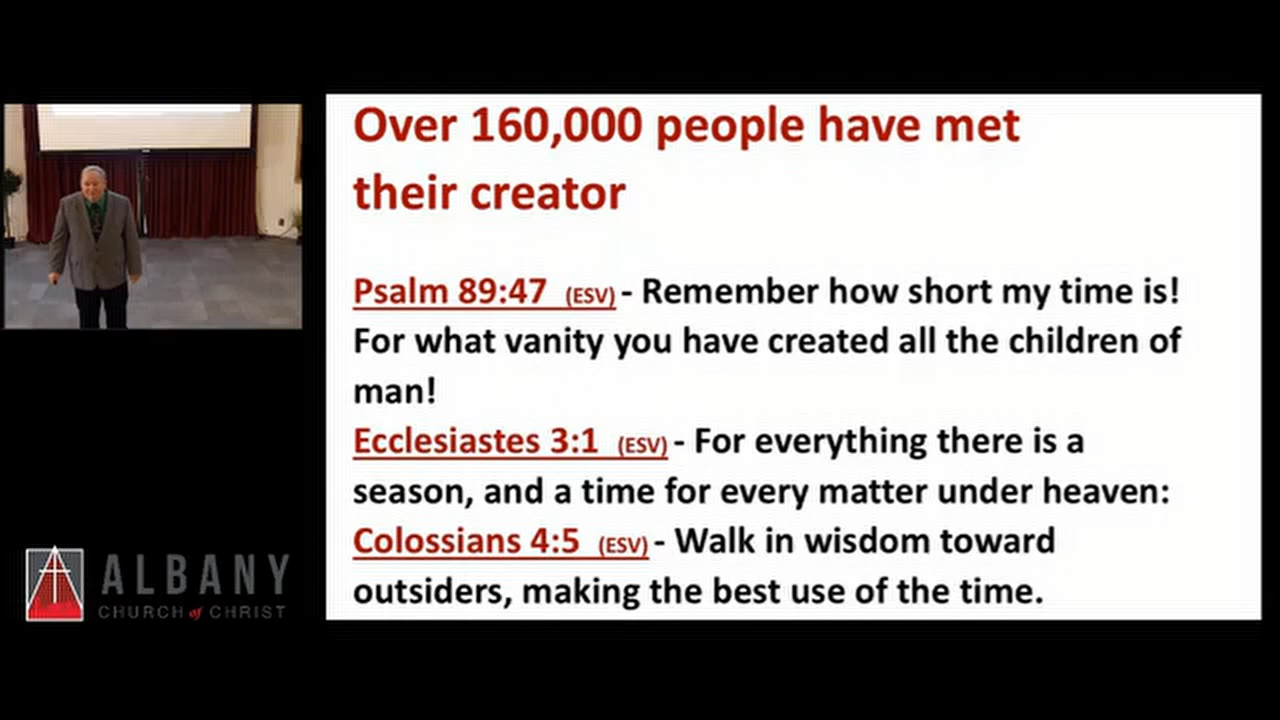 Over 160,000 people have met
their creator
Psalm 89:47 (ESV) - Remember how short my time is!
For what vanity you have created all the children of
man!
Ecclesiastes 3:1 (ESV) - For everything there is a
season, and a time for every matter under heaven:
Colossians 4:5 (ESV) - Walk in wisdom toward
outsiders, making the best use of the time.
ALBANY
CHURCH of CHRIST